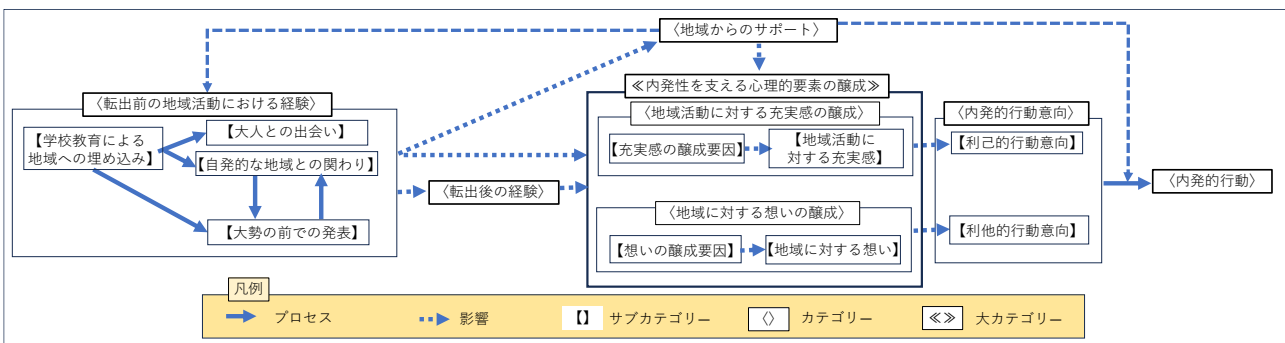 〈地域からのサポート〉
≪内発性を支える心理的要素の醸成≫
〈転出前の地域活動における経験〉
【学校教育による
地域への埋め込み】
【大人との出会い】
【自発的な地域との関わり】
【大勢の前での発表】
〈転出後の経験〉
〈地域活動に対する充実感の醸成〉
【充実感の醸成要因】
【地域活動に
対する充実感】
〈地域に対する想いの醸成〉
【想いの醸成要因】
【地域に対する想い】
〈内発的行動意向〉
【利己的行動意向】
【利他的行動意向】
〈内発的行動〉
凡例
プロセス
影響
【】 サブカテゴリー
〈〉 カテゴリー
≪≫ 大カテゴリー